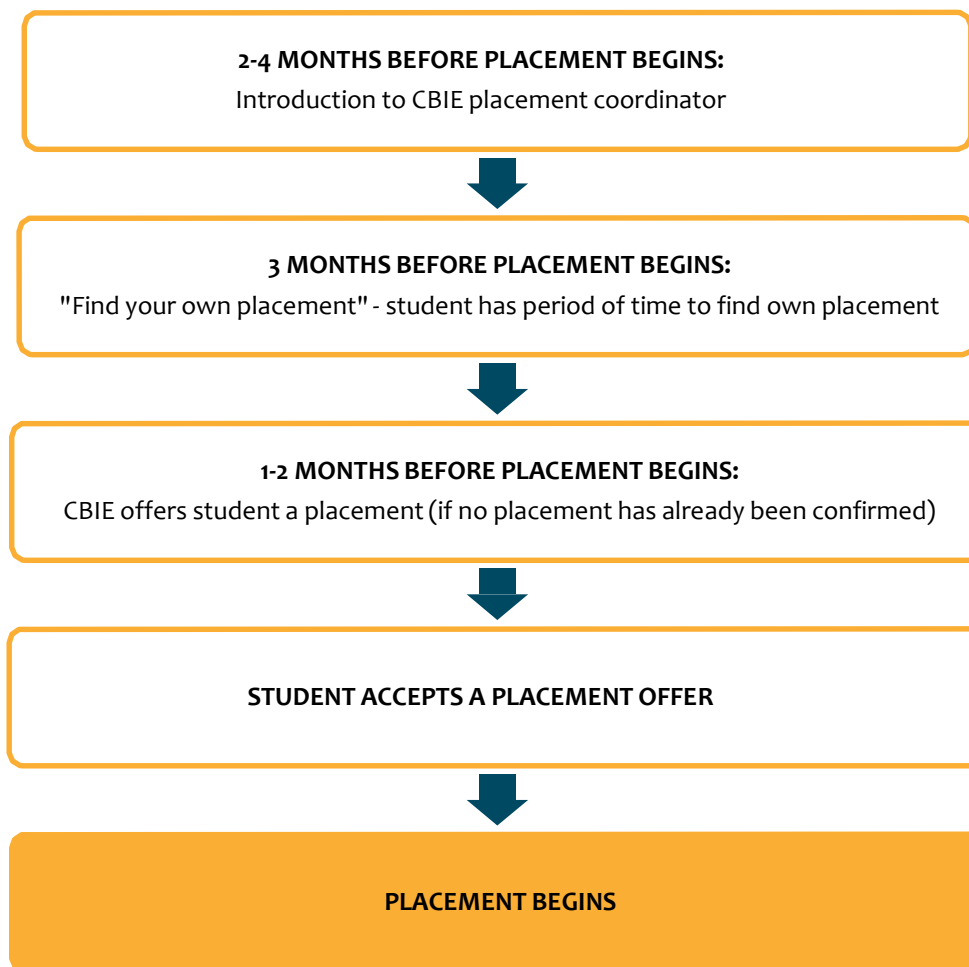 2-4 MONTHS BEFORE PLACEMENT BEGINS:
Introduction to CBIE placement coordinator
3 MONTHS BEFORE PLACEMENT BEGINS:
"Find your own placement" - student has period of time to find own placement
1-2 MONTHS BEFORE PLACEMENT BEGINS:
CBIE offers student a placement (if no placement has already been confirmed)
STUDENT ACCEPTS A PLACEMENT OFFER
PLACEMENT BEGINS